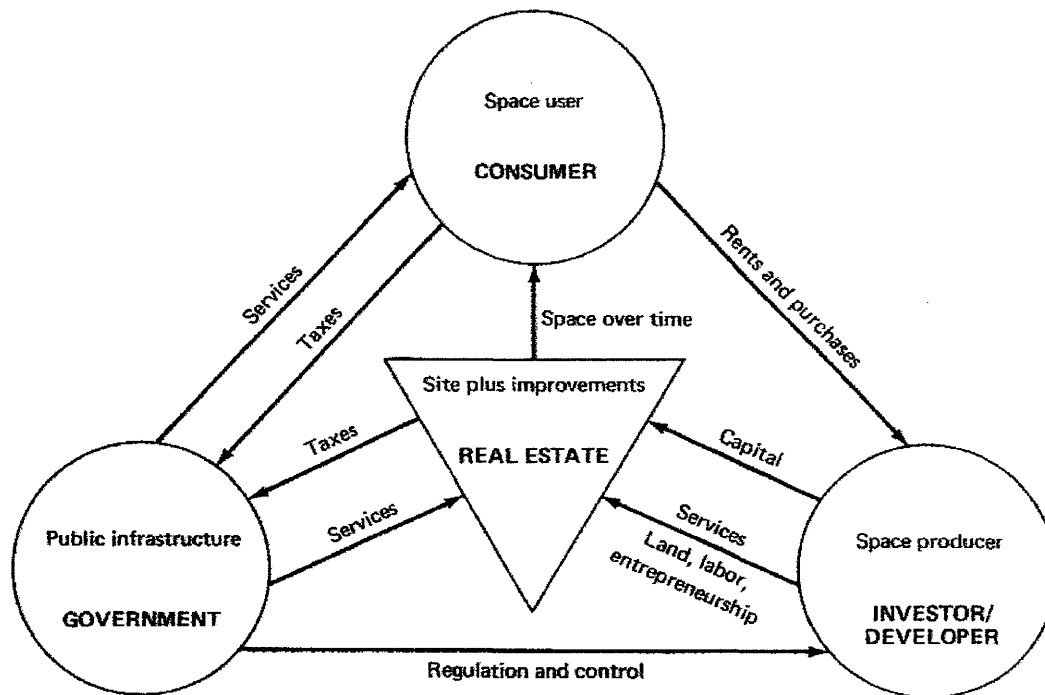 Space user
CONSUMER
Services
Taxes
Rents and purchases
Space over time
Site plus improvements
REAL ESTATE
Taxes
Services
Capital
Services
Land, labor,
entrepreneurship
Public infrastructure
GOVERNMENT
Space producer
INVESTOR/
DEVELOPER
Regulation and control